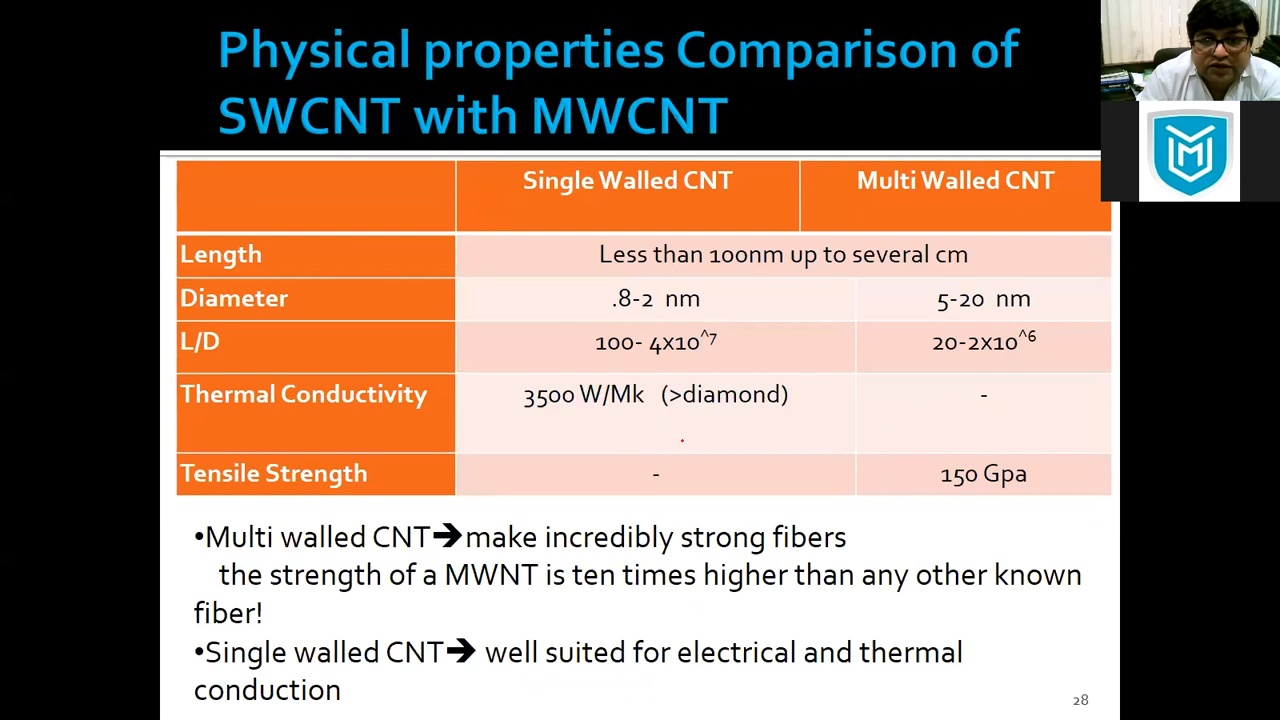 Physical properties Comparison of
SWCNT with MWCNT
Single Walled CNT Multi Walled CNT
Length Less than 100nm up to several cm
Diameter .8-2 nm 5-20 nm
L/D 100- 4x10^7 20-2x10^6
Thermal Conductivity 3500 W/Mk (>diamond) -
Tensile Strength - 150 Gpa
•Multi walled CNT➔make incredibly strong fibers
the strength of a MWNT is ten times higher than any other known
fiber!
•Single walled CNT➔ well suited for electrical and thermal
conduction
28